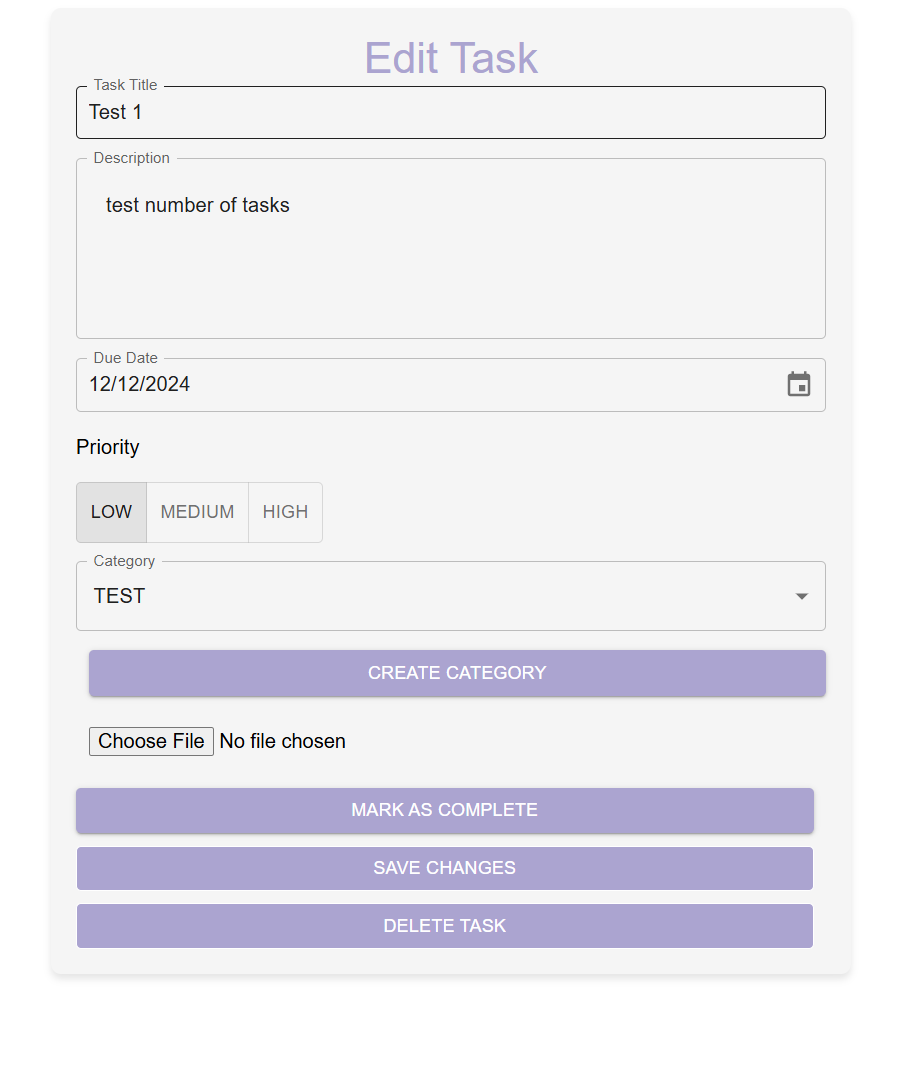 Edit Task
Task Title
Test 1
Description
test number of tasks
Due Date
12/12/2024
Priority
LOW MEDIUM HIGH
Category
TEST
CREATE CATEGORY
Choose File No file chosen
MARK AS COMPLETE
SAVE CHANGES
DELETE TASK